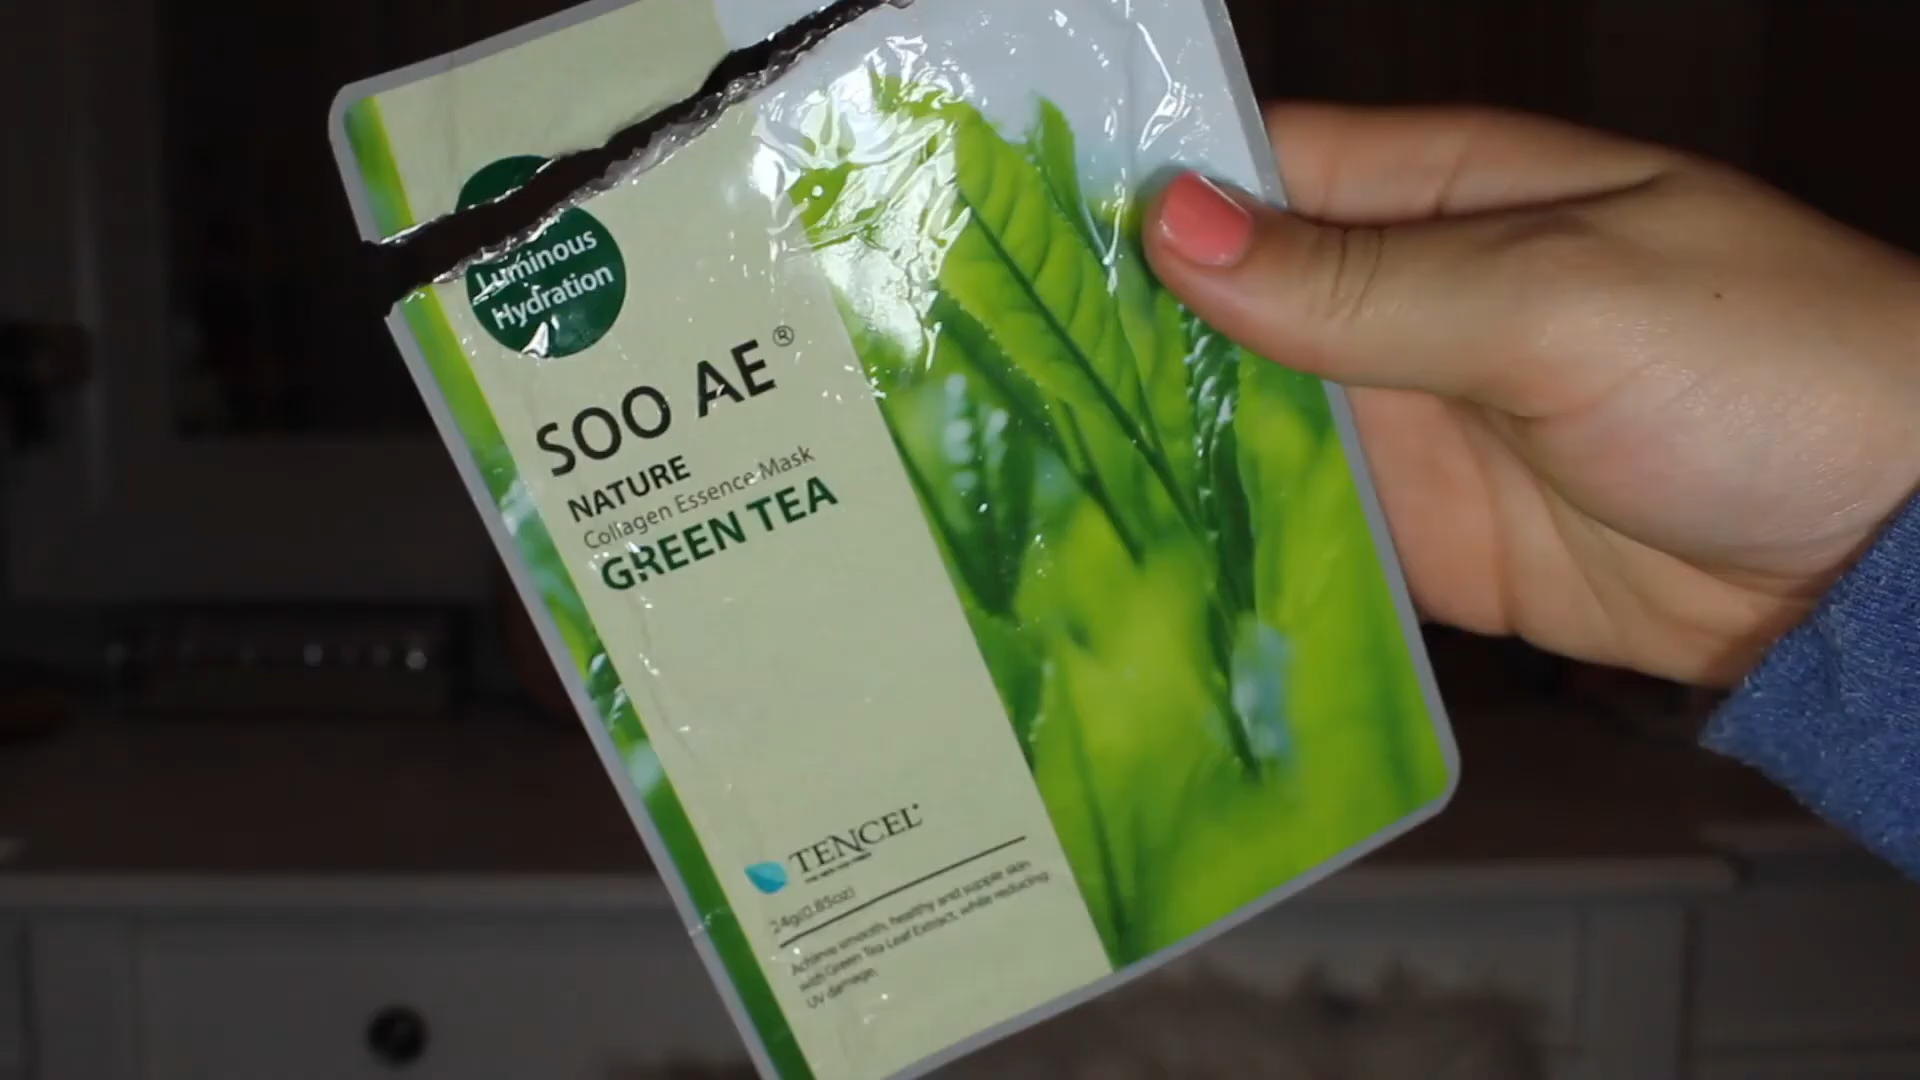 Luminous
Hydration
SOO AE®
NATURE
Collagen Essence Mask
GREEN TEA
TENCEL
24g(0.85oz)
Achieve smooth, healthy and supple skin
with Green Tea Leaf Extract, while reducing
UV damage.